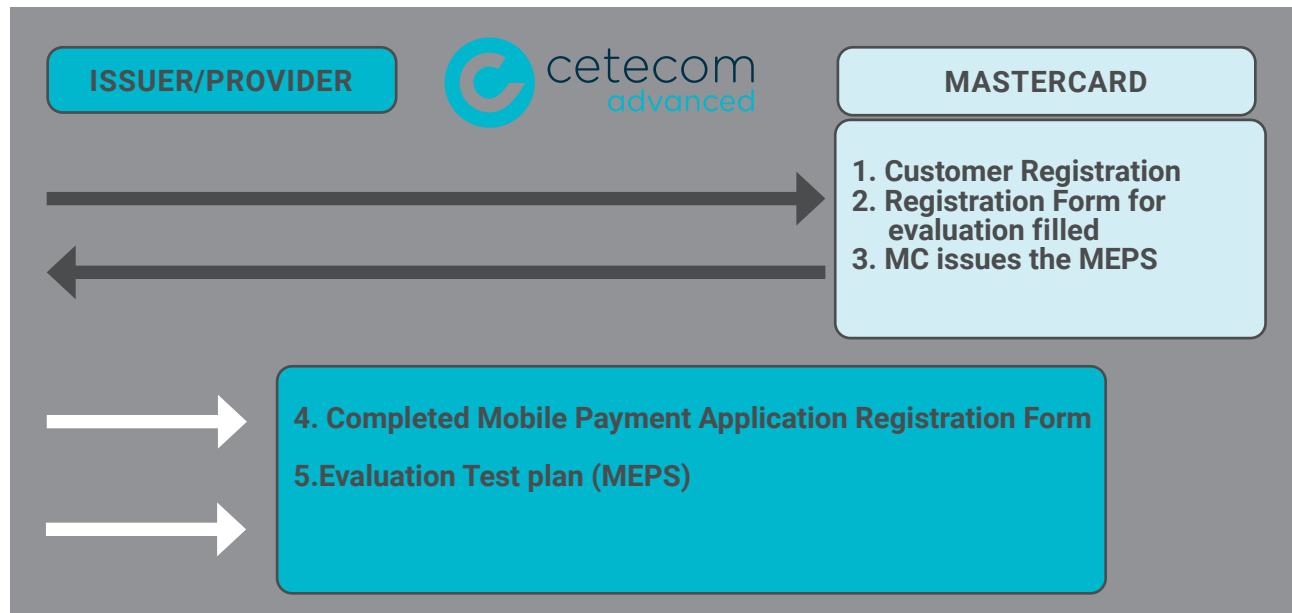 ISSUER/PROVIDER
cetecom
advanced
MASTERCARD
1. Customer Registration
2. Registration Form for
evaluation filled
3. MC issues the MEPS
4. Completed Mobile Payment Application Registration Form
5.Evaluation Test plan (MEPS)